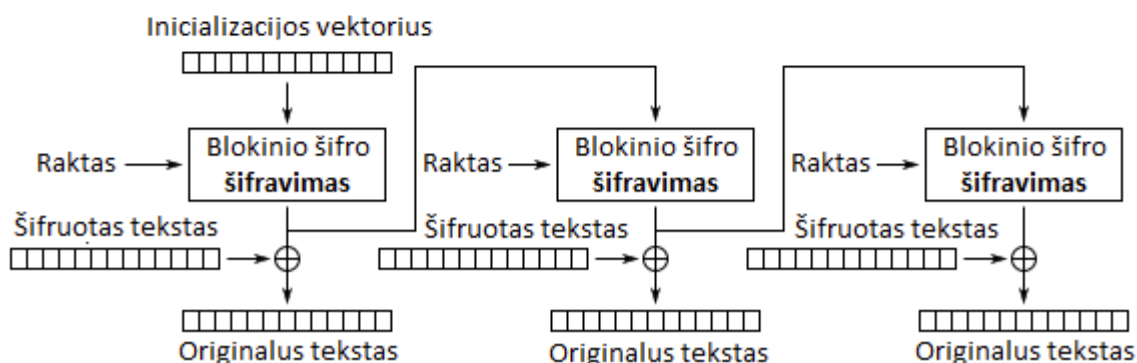 Inicializacijos vektorius
Raktas
Blokinio šifro
šifravimas
Raktas
Blokinio šifro
šifravimas
Raktas
Blokinio šifro
šifravimas
Šifruotas tekstas
Šifruotas tekstas
Šifruotas tekstas
Originalus tekstas
Originalus tekstas
Originalus tekstas